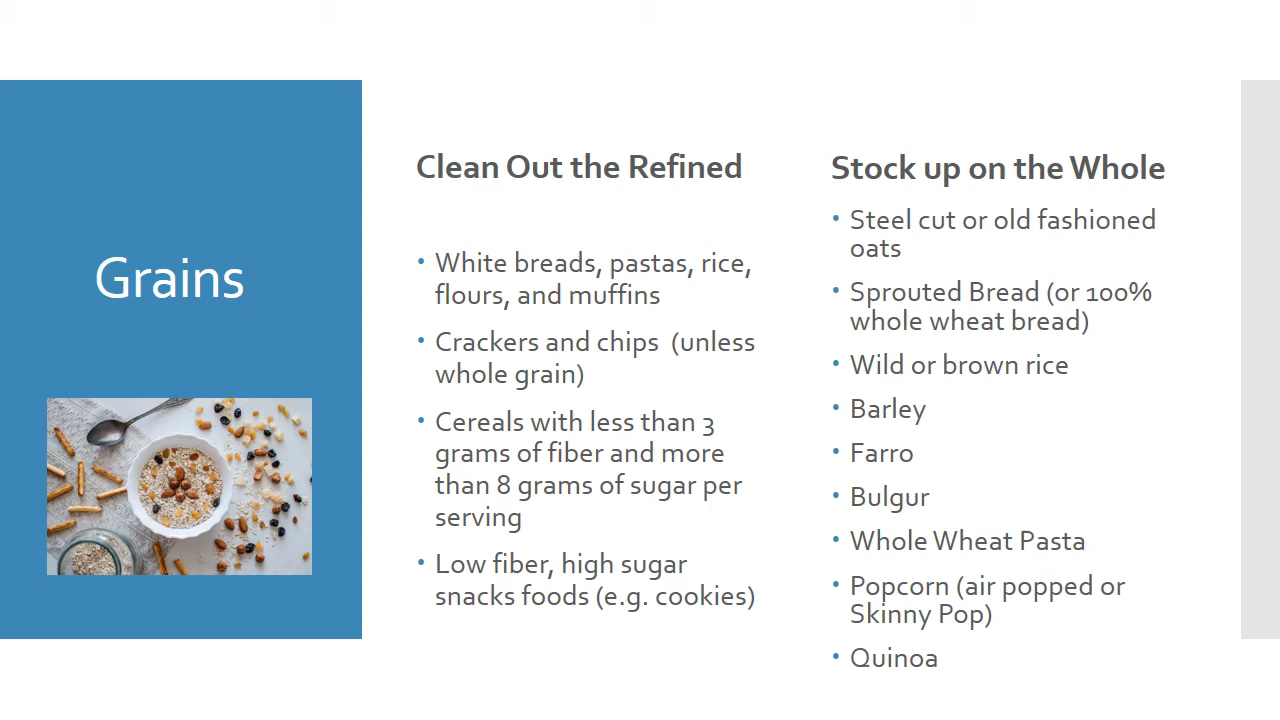 Grains
Clean Out the Refined
• White breads, pastas, rice,
flours, and muffins
• Crackers and chips  (unless
whole grain)
• Cereals with less than 3
grams of fiber and more
than 8 grams of sugar per
serving
• Low fiber, high sugar
snacks foods (e.g. cookies)
Stock up on the Whole
• Steel cut or old fashioned
oats
• Sprouted Bread (or 100%
whole wheat bread)
• Wild or brown rice
• Barley
• Farro
• Bulgur
• Whole Wheat Pasta
• Popcorn (air popped or
Skinny Pop)
• Quinoa